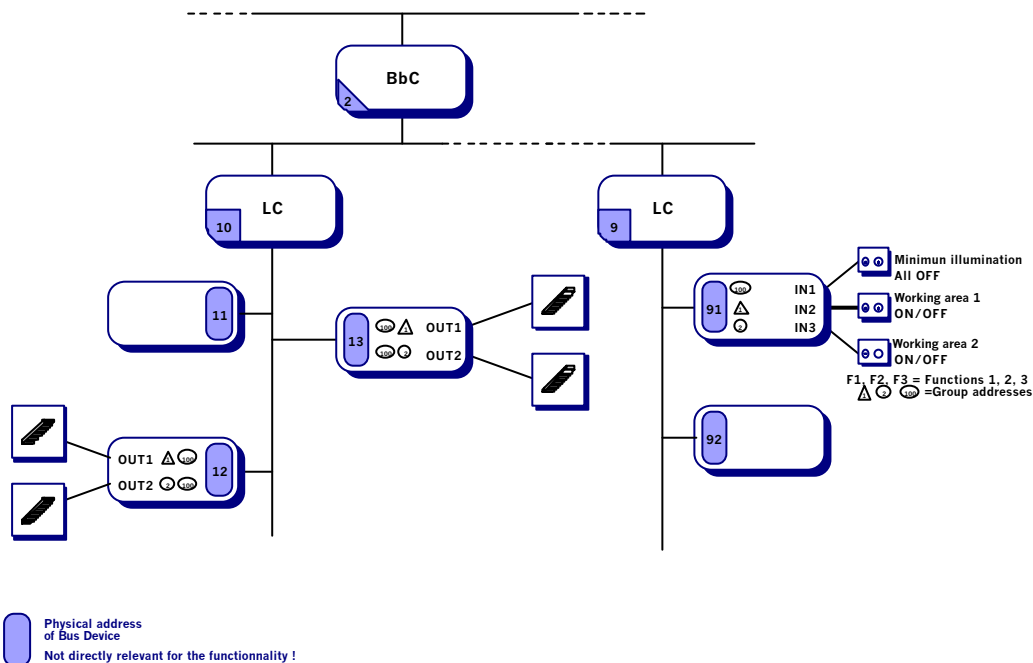 BbC
2
LC
10
LC
9
11
13
100 1 OUT1
100 2 OUT2
91
100 IN1
1 IN2
2 IN3
Minimun illumination
All OFF
Working area 1
ON/OFF
Working area 2
ON/OFF
F1, F2, F3 = Functions 1, 2, 3
1 2 100 =Group addresses
92
OUT1 1 100
OUT2 2 100
12
Physical address
of Bus Device
Not directly relevant for the functionnality !